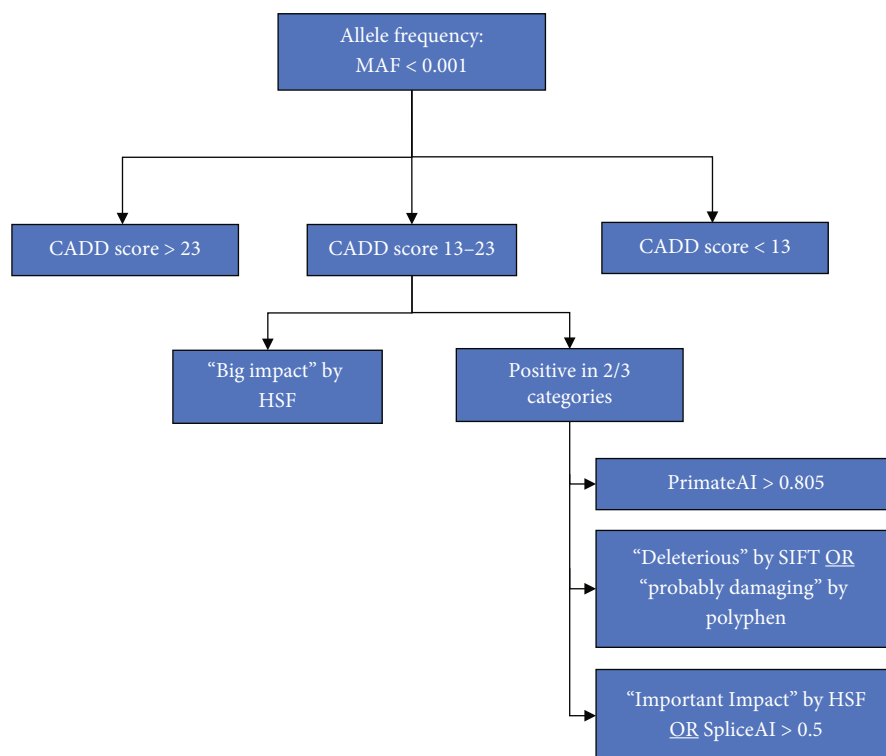 Allele frequency:
MAF < 0.001
CADD score > 23
CADD score 13–23
CADD score < 13
“Big impact” by
HSF
Positive in 2/3
categories
PrimateAI > 0.805
“Deleterious” by SIFT OR
“probably damaging” by
polyphen
“Important Impact” by HSF
OR SpliceAI > 0.5